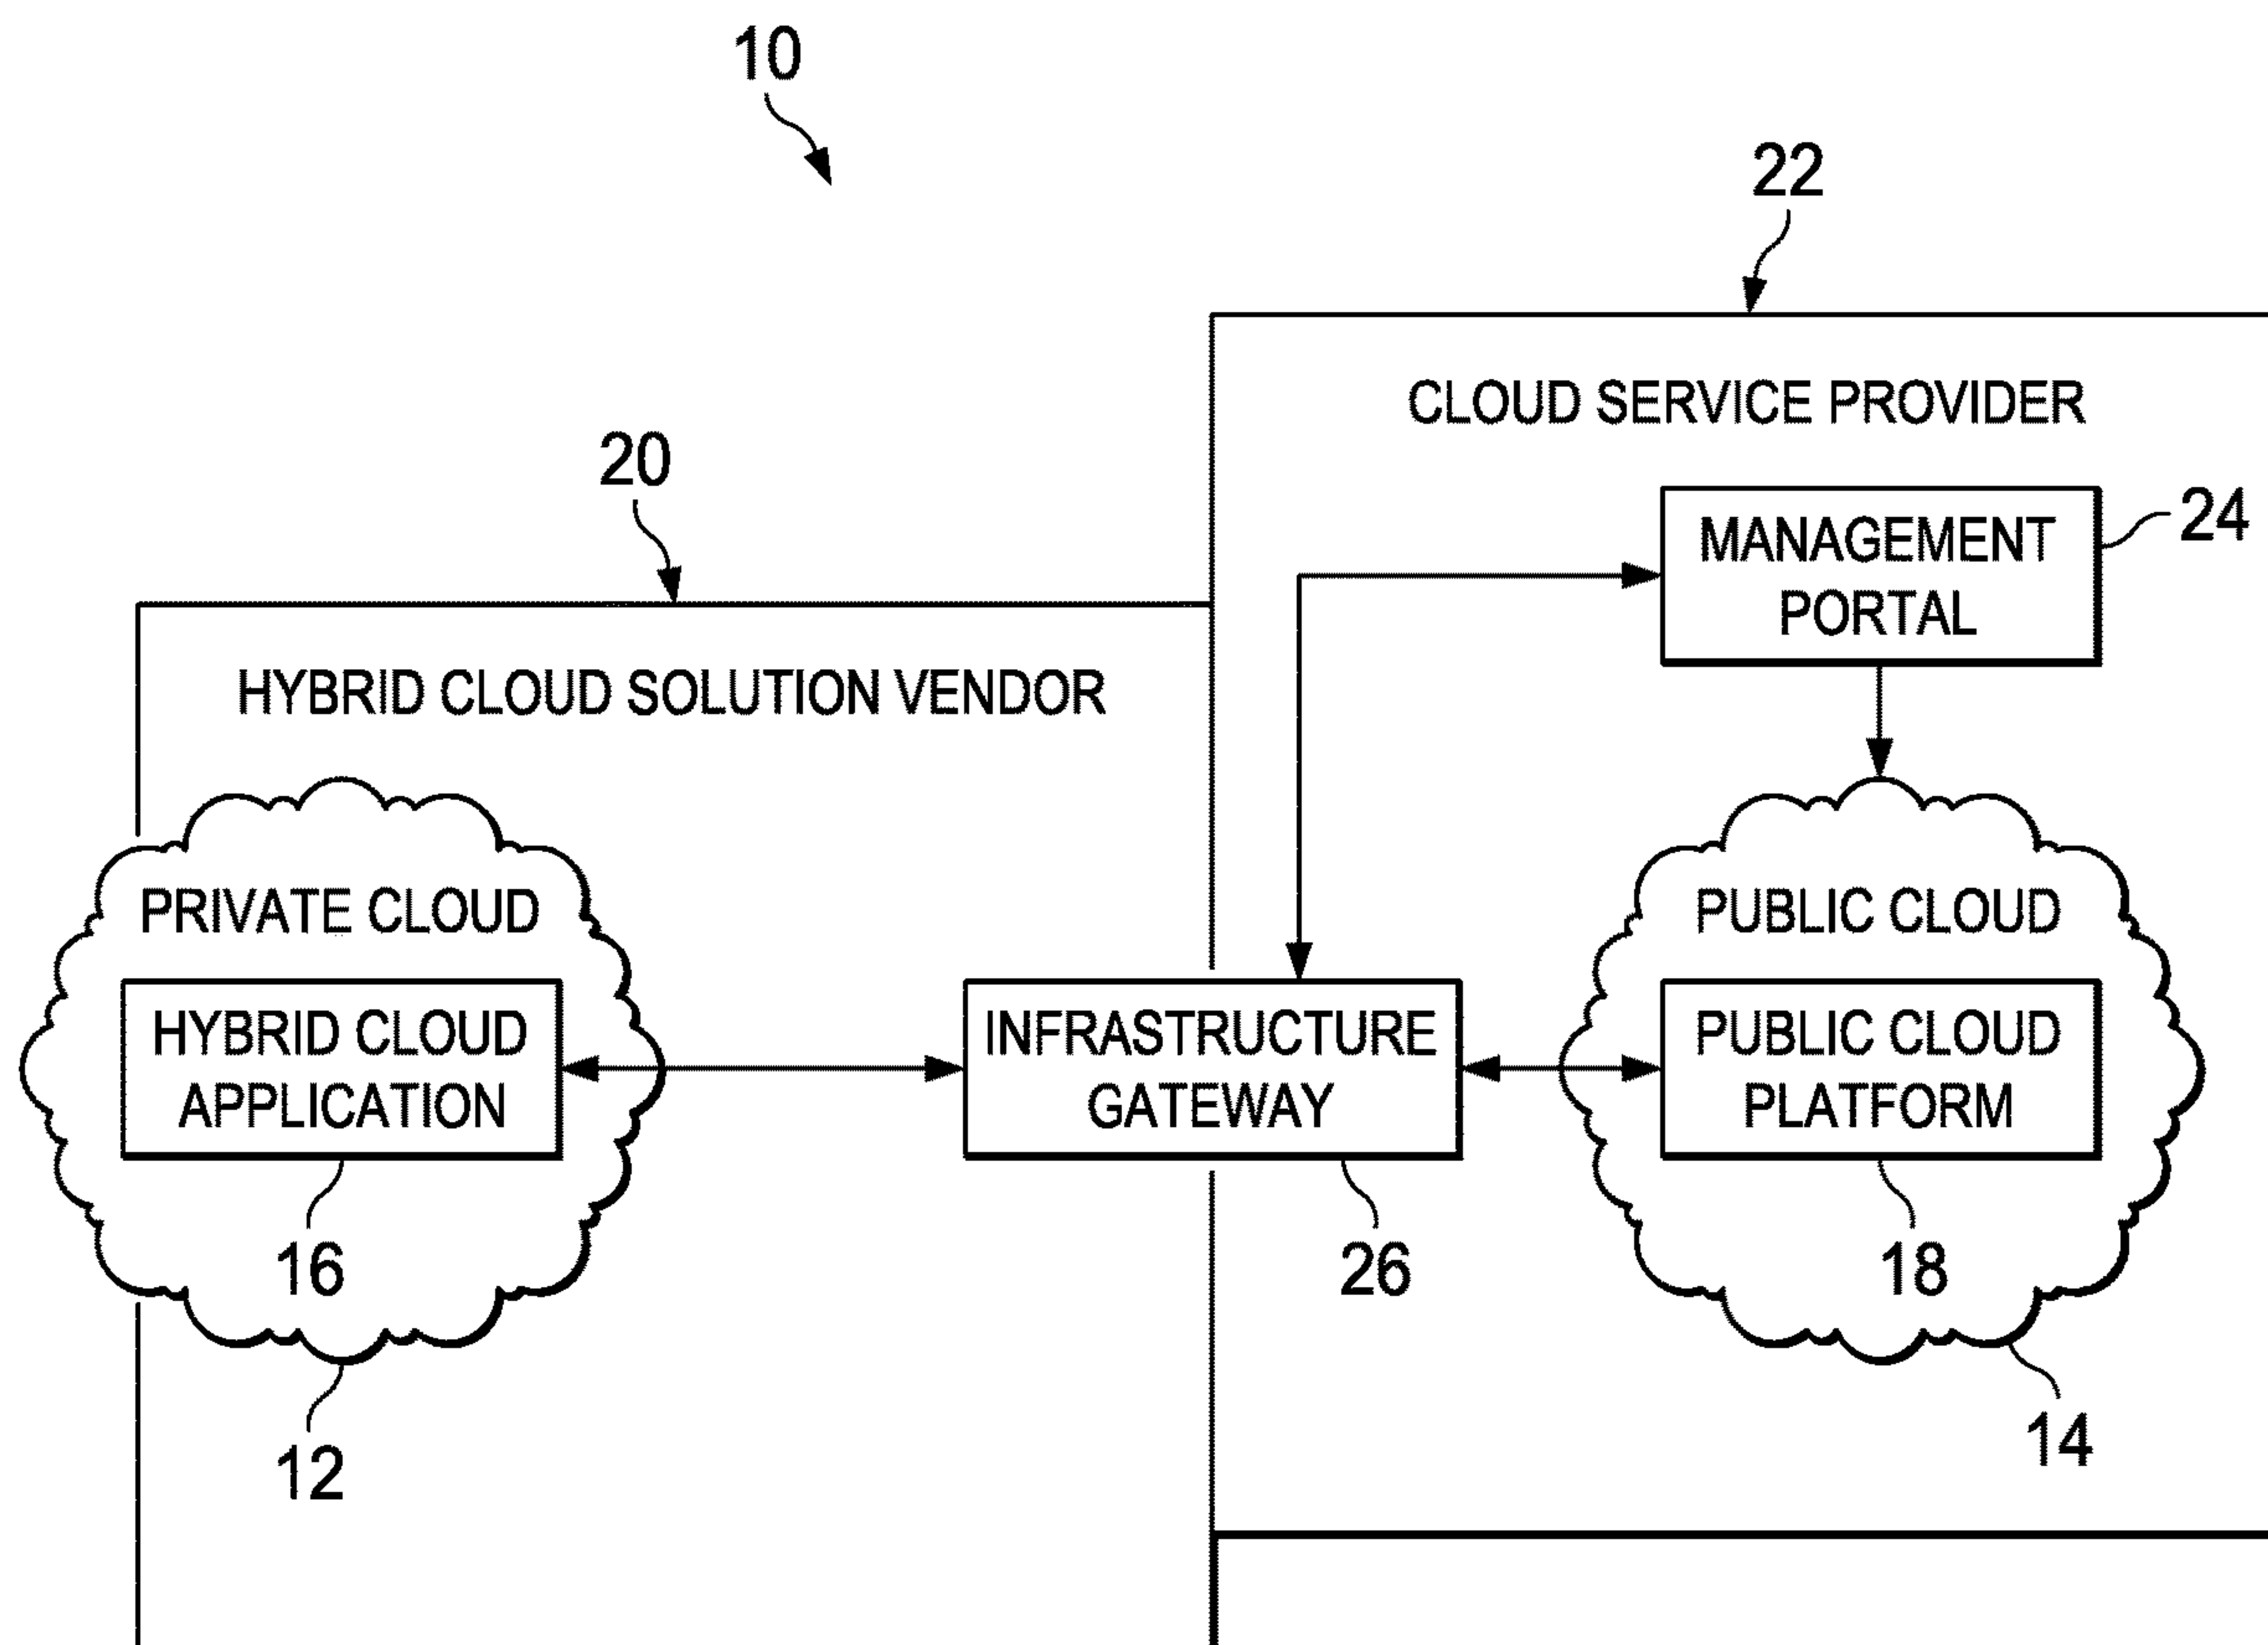 10
22
CLOUD SERVICE PROVIDER
20
MANAGEMENT
PORTAL
24
HYBRID CLOUD SOLUTION VENDOR
PRIVATE CLOUD
PUBLIC CLOUD
HYBRID CLOUD
APPLICATION
INFRASTRUCTURE
GATEWAY
PUBLIC CLOUD
PLATFORM
16
26
18
14
12